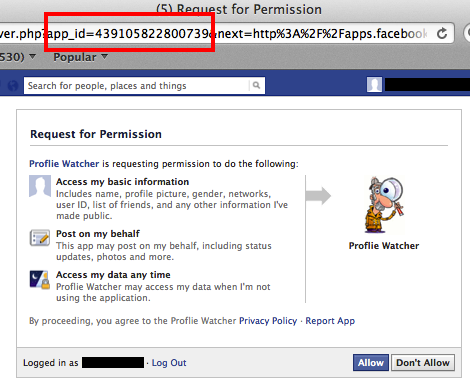 (5) Request for Permission
ver.php?app_id=439105822800739&next=http%3A%2F%2Fapps.facebook
530) Popular
Search for people, places and things
Request for Permission
Proflie Watcher is requesting permission to do the following:
Access my basic information
Includes name, profile picture, gender, networks,
user ID, list of friends, and any other information I've
made public.
Post on my behalf
This app may post on my behalf, including status
updates, photos and more.
Access my data any time
Proflie Watcher may access my data when I'm not
using the application.
Proflie Watcher
By proceeding, you agree to the Proflie Watcher Privacy Policy · Report App
Logged in as · Log Out
Allow
Don't Allow